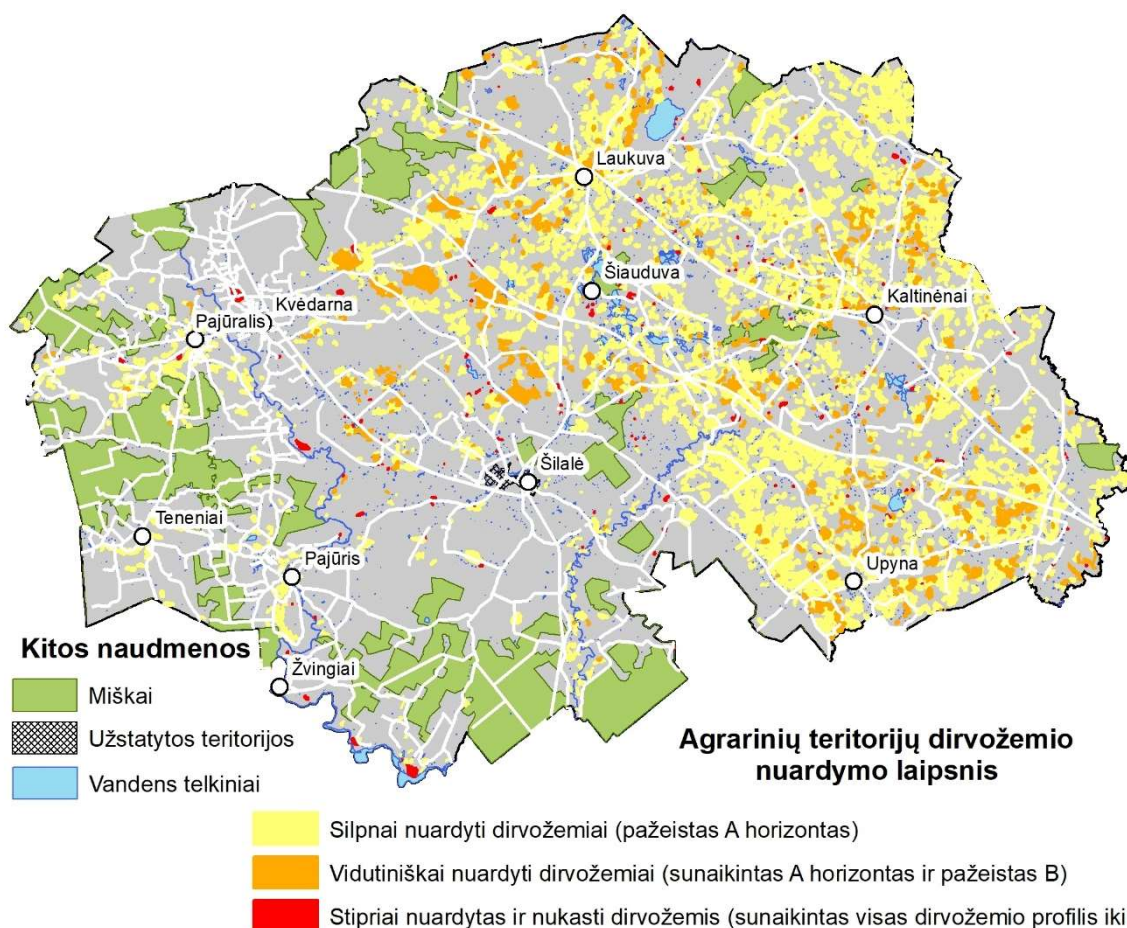 Laukuva
Šiauduva
Kaltinėnai
Kvėdarna
Pajūralis
Šilalė
Teneniai
Pajūris
Upyna
Žvingiai
Kitos naudmenos
Miškai
Užstatytos teritorijos
Vandens telkiniai
Agrarinių teritorijų dirvožemio
nuardymo laipsnis
Silpnai nuardyti dirvožemiai (pažeistas A horizontas)
Vidutiniškai nuardyti dirvožemiai (sunaikintas A horizontas ir pažeistas B)
Stipriai nuardytas ir nukasti dirvožemis (sunaikintas visas dirvožemio profilis iki